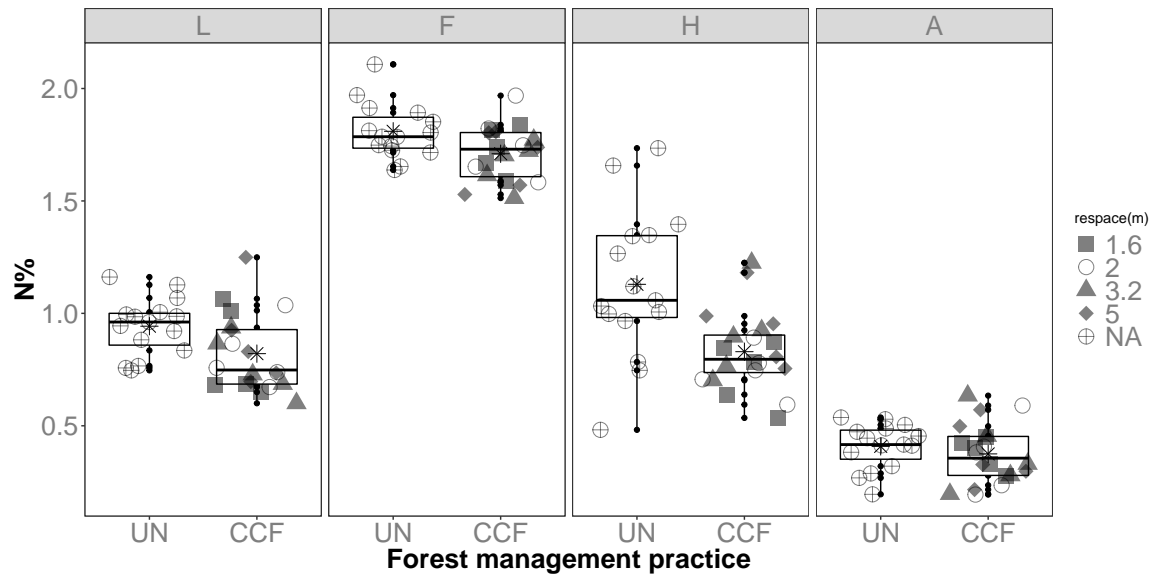 L F H A
N%
2.0
1.5
1.0
0.5
UN CCF UN CCF UN CCF UN CCF
Forest management practice
respace(m)
1.6
2
3.2
5
NA